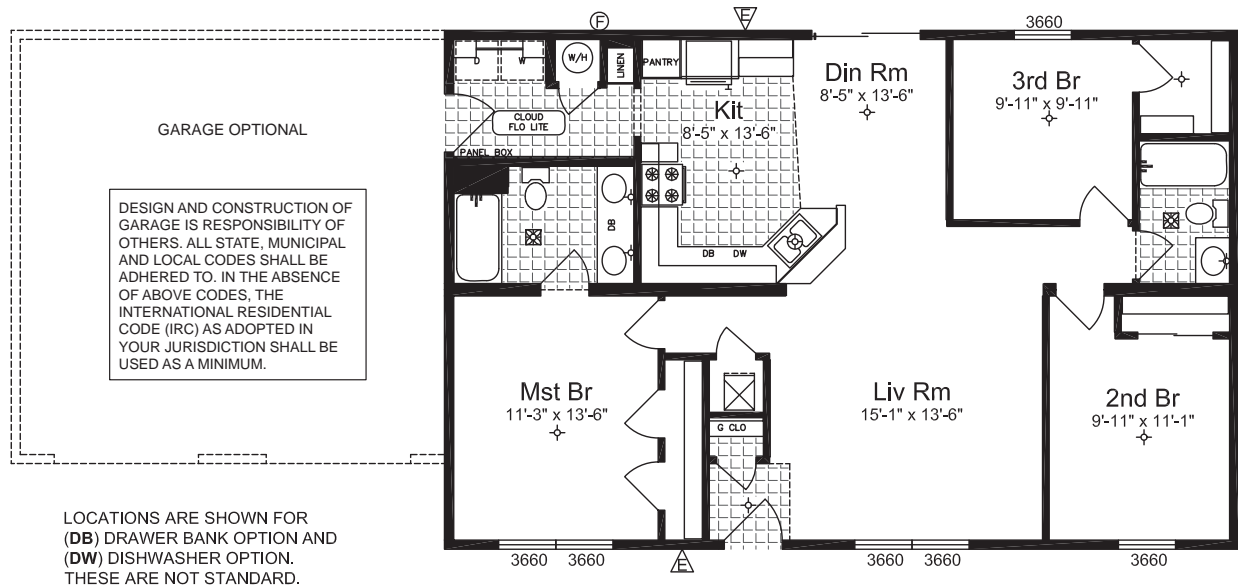 F
E
3660
D
W
W/H
LINEN
PANTRY
Din Rm
8'-5" x 13'-6"
3rd Br
9'-11" x 9'-11"
Kit
8'-5" x 13'-6"
CLOUD
FLO LITE
PANEL BOX
GARAGE OPTIONAL
DESIGN AND CONSTRUCTION OF
GARAGE IS RESPONSIBILITY OF
OTHERS. ALL STATE, MUNICIPAL
AND LOCAL CODES SHALL BE
ADHERED TO. IN THE ABSENCE
OF ABOVE CODES, THE
INTERNATIONAL RESIDENTIAL
CODE (IRC) AS ADOPTED IN
YOUR JURISDICTION SHALL BE
USED AS A MINIMUM.
DB
DB DW
Mst Br
11'-3" x 13'-6"
Liv Rm
15'-1" x 13'-6"
2nd Br
9'-11" x 11'-1"
G CLO
LOCATIONS ARE SHOWN FOR
(DB) DRAWER BANK OPTION AND
(DW) DISHWASHER OPTION.
THESE ARE NOT STANDARD.
3660 3660
E
3660 3660
3660